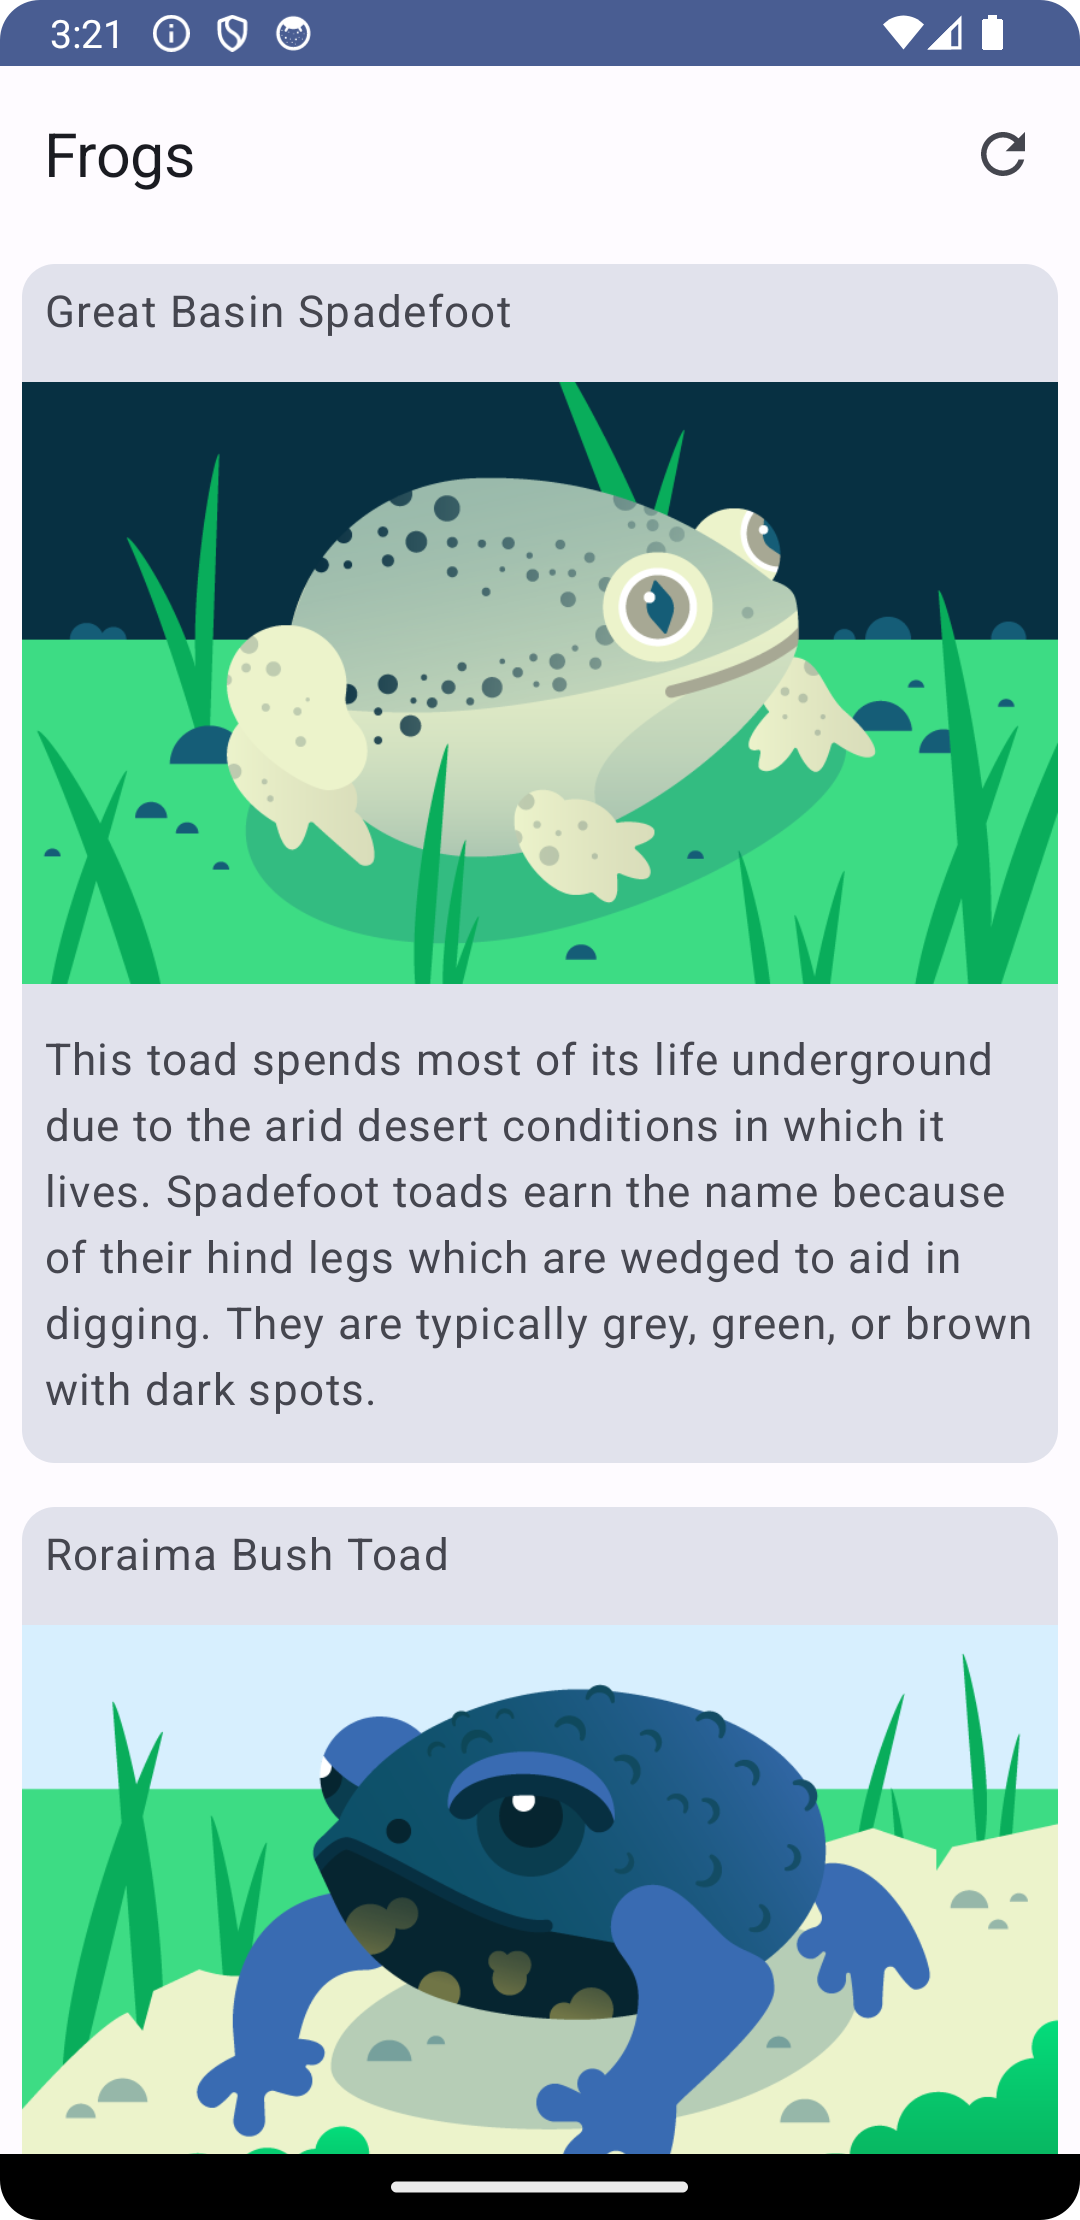 3:21
Frogs
Great Basin Spadefoot
This toad spends most of its life underground
due to the arid desert conditions in which it
lives. Spadefoot toads earn the name because
of their hind legs which are wedged to aid in
digging. They are typically grey, green, or brown
with dark spots.
Roraima Bush Toad